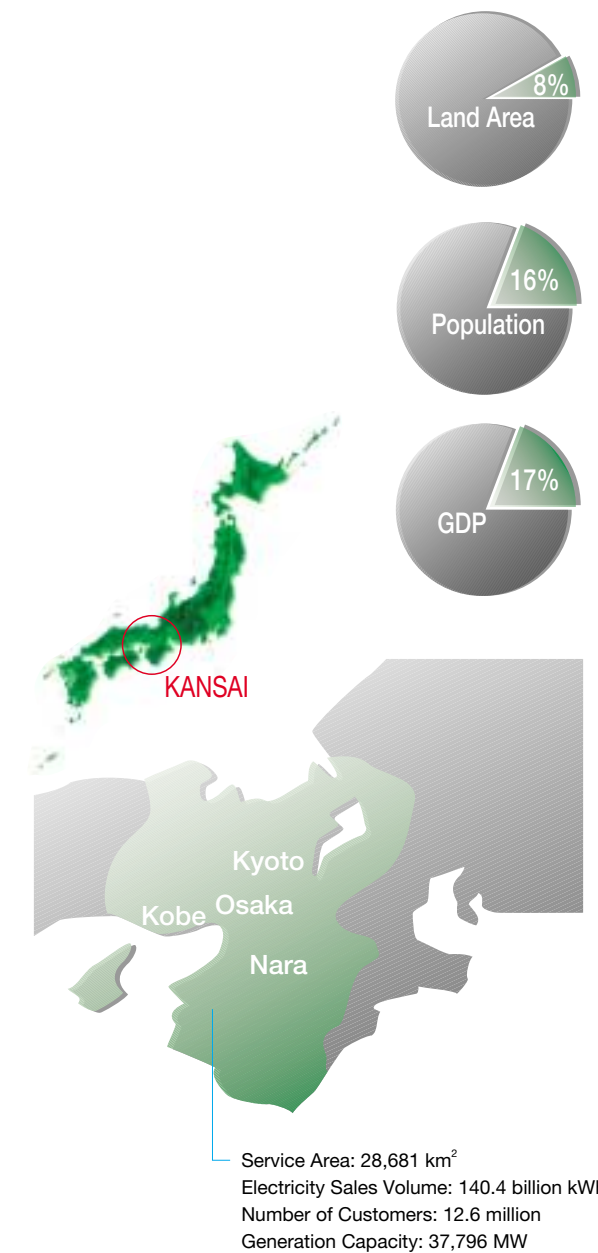 8%
Land Area
16%
Population
17%
GDP
KANSAI
Kyoto
Osaka
Kobe
Nara
Service Area: 28,681 km²
Electricity Sales Volume: 140.4 billion
Number of Customers: 12.6 million
Generation Capacity: 37,796 MW